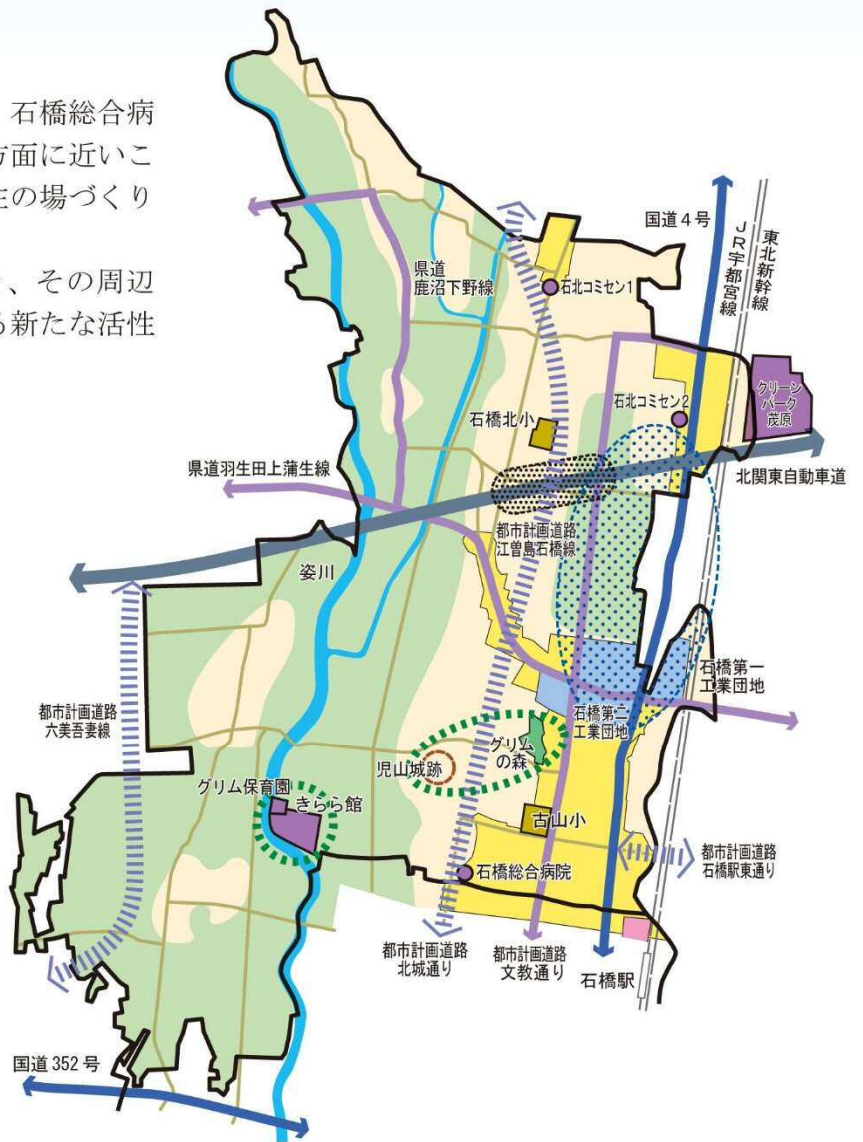 石橋総合病
方面に近いこ
生の場づくり
、その周辺
る新たな活性
国道4号
東北新幹線
JR宇都宮線
県道
鹿沼下野線
石北コミセン1
クリーン
パーク
茂原
石橋北小
石北コミセン2
県道羽生田上蒲生線
北関東自動車道
都市計画道路
江曽島石橋線
姿川
石橋第一
工業団地
都市計画道路
六美吾妻線
石橋第二
工業団地
グリム
の森
児山城跡
グリム保育園
きらら館
古山小
都市計画道路
石橋駅東通り
石橋総合病院
都市計画道路
北城通り
都市計画道路
文教通り
石橋駅
国道352号